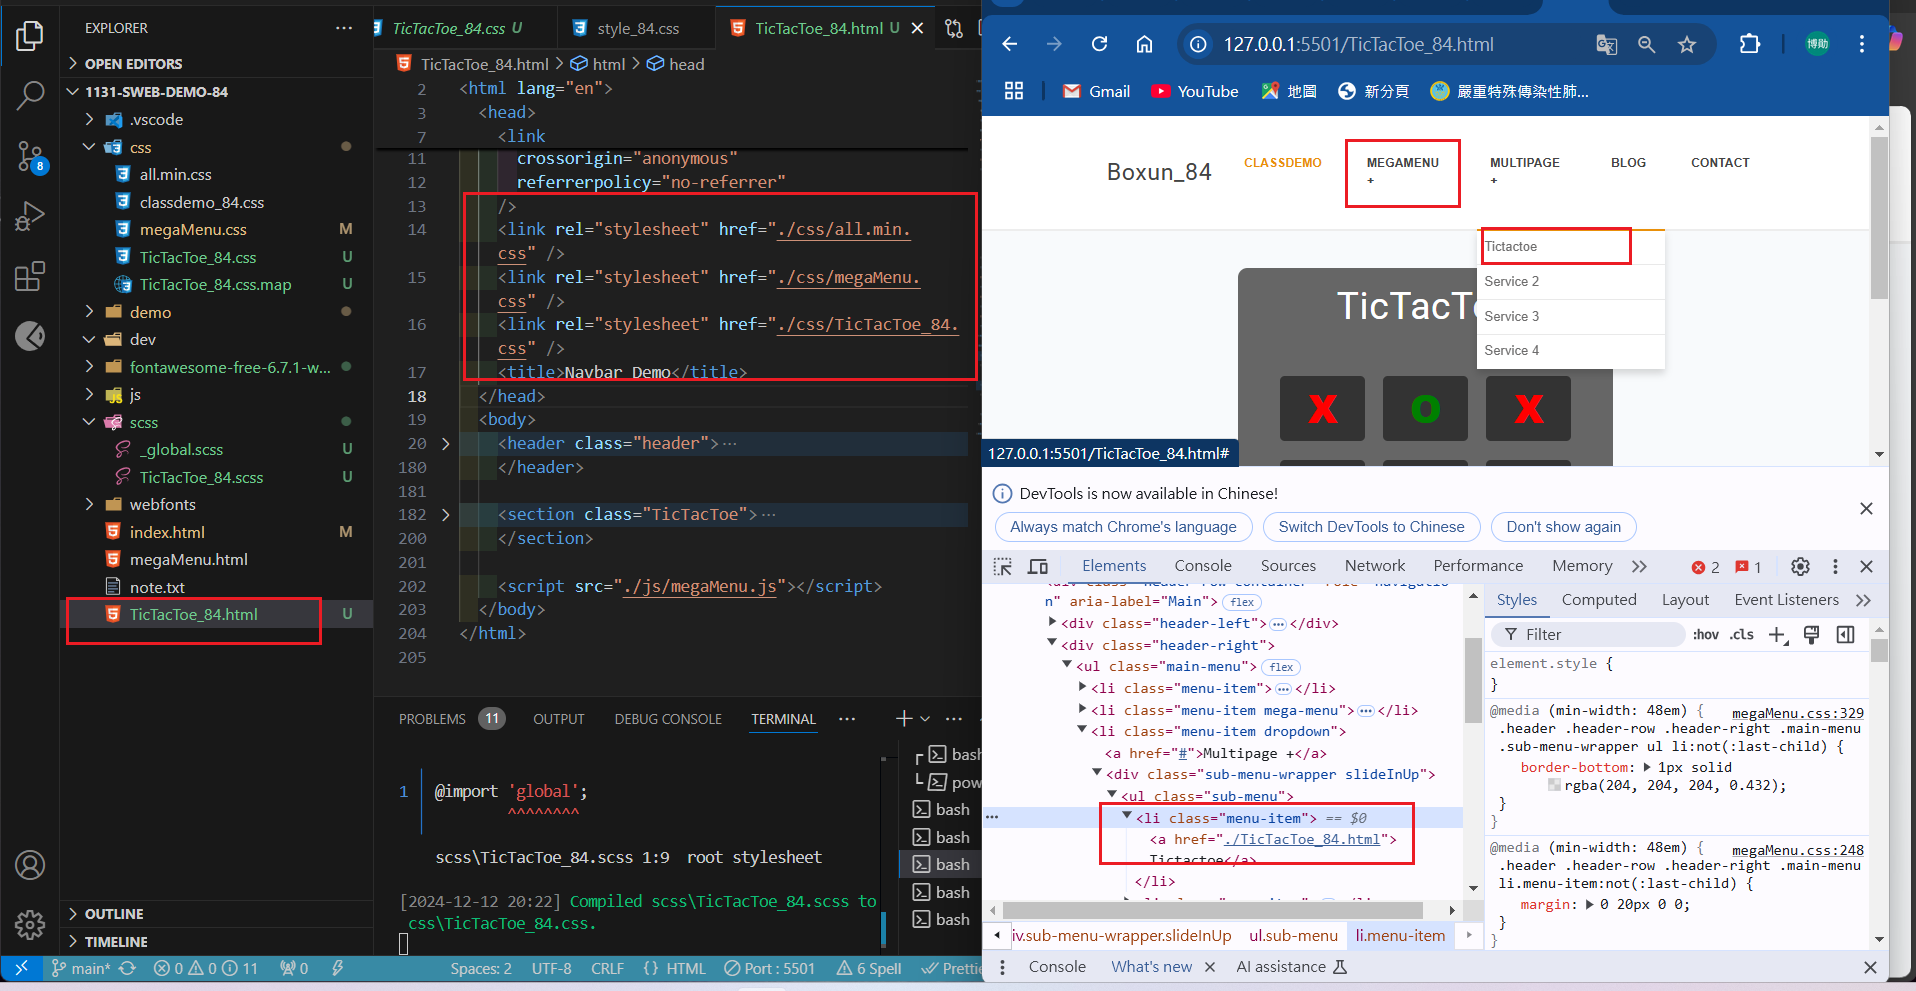 EXPLORER
OPEN EDITORS
1131-SWEB-DEMO-84
.vscode
css
all.min.css
classdemo_84.css
megaMenu.css M
TicTacToe_84.css U
TicTacToe_84.css.map U
demo
dev
fontawesome-free-6.7.1-w...
js
scss
_global.scss U
TicTacToe_84.scss U
webfonts
index.html M
megaMenu.html
note.txt
TicTacToe_84.html U
OUTLINE
TIMELINE
8
TicTacToe_84.css U
style_84.css
TicTacToe_84.html U
TicTacToe_84.html > html > head
2 <html lang="en">
3 <head>
7 <link
11 crossorigin="anonymous"
12 referrerpolicy="no-referrer"
13 />
14 <link rel="stylesheet" href="./css/all.min.
css" />
15 <link rel="stylesheet" href="./css/megaMenu.
css" />
16 <link rel="stylesheet" href="./css/TicTacToe_84.
css" />
17 <title>Navbar Demo</title>
18 </head>
19 <body>
20 <header class="header">⋯
180 </header>
181
182 <section class="TicTacToe">⋯
200 </section>
201
202 <script src="./js/megaMenu.js"></script>
203 </body>
204 </html>
205
PROBLEMS 11 OUTPUT DEBUG CONSOLE TERMINAL
1 @import 'global';
^^^^^^^^
scss\TicTacToe_84.scss 1:9 root stylesheet
[2024-12-12 20:22] Compiled scss\TicTacToe_84.scss to
css\TicTacToe_84.css.
bash
pow
bash
bash
bash
bash
bash
main* 0 0 11 0 Spaces: 2 UTF-8 CRLF {} HTML Port : 5501 6 Spell Prettie
127.0.0.1:5501/TicTacToe_84.html
博勛
Gmail YouTube 地圖 新分頁 嚴重特殊傳染性肺...
Boxun_84
CLASSDEMO
MEGAMENU
+
MULTIPAGE
+
BLOG
CONTACT
Tictactoe
Service 2
Service 3
Service 4
TicTacTo
X O X
127.0.0.1:5501/TicTacToe_84.html#
DevTools is now available in Chinese!
Always match Chrome's language
Switch DevTools to Chinese
Don't show again
Elements Console Sources Network Performance Memory 2 1
<div class="header-row container" role="navigatio
n" aria-label="Main"> flex
<div class="header-left">⋯</div>
<div class="header-right">
<ul class="main-menu"> flex
<li class="menu-item">⋯</li>
<li class="menu-item mega-menu">⋯</li>
<li class="menu-item dropdown">
<a href="#">Multipage +</a>
<div class="sub-menu-wrapper slideInUp">
<ul class="sub-menu">
<li class="menu-item"> == $0
<a href="./TicTacToe_84.html">
Tictactoe</a>
</li>
iv.sub-menu-wrapper.slideInUp ul.sub-menu li.menu-item
Styles Computed Layout Event Listeners
Filter :hov .cls
element.style {
}
@media (min-width: 48em) { megaMenu.css:329
.header .header-row .header-right .main-menu
.sub-menu-wrapper ul li:not(:last-child) {
border-bottom: 1px solid
rgba(204, 204, 204, 0.432);
}
}
@media (min-width: 48em) { megaMenu.css:248
.header .header-row .header-right .main-menu
li.menu-item:not(:last-child) {
margin: 0 20px 0 0;
}
}
Console What's new AI assistance